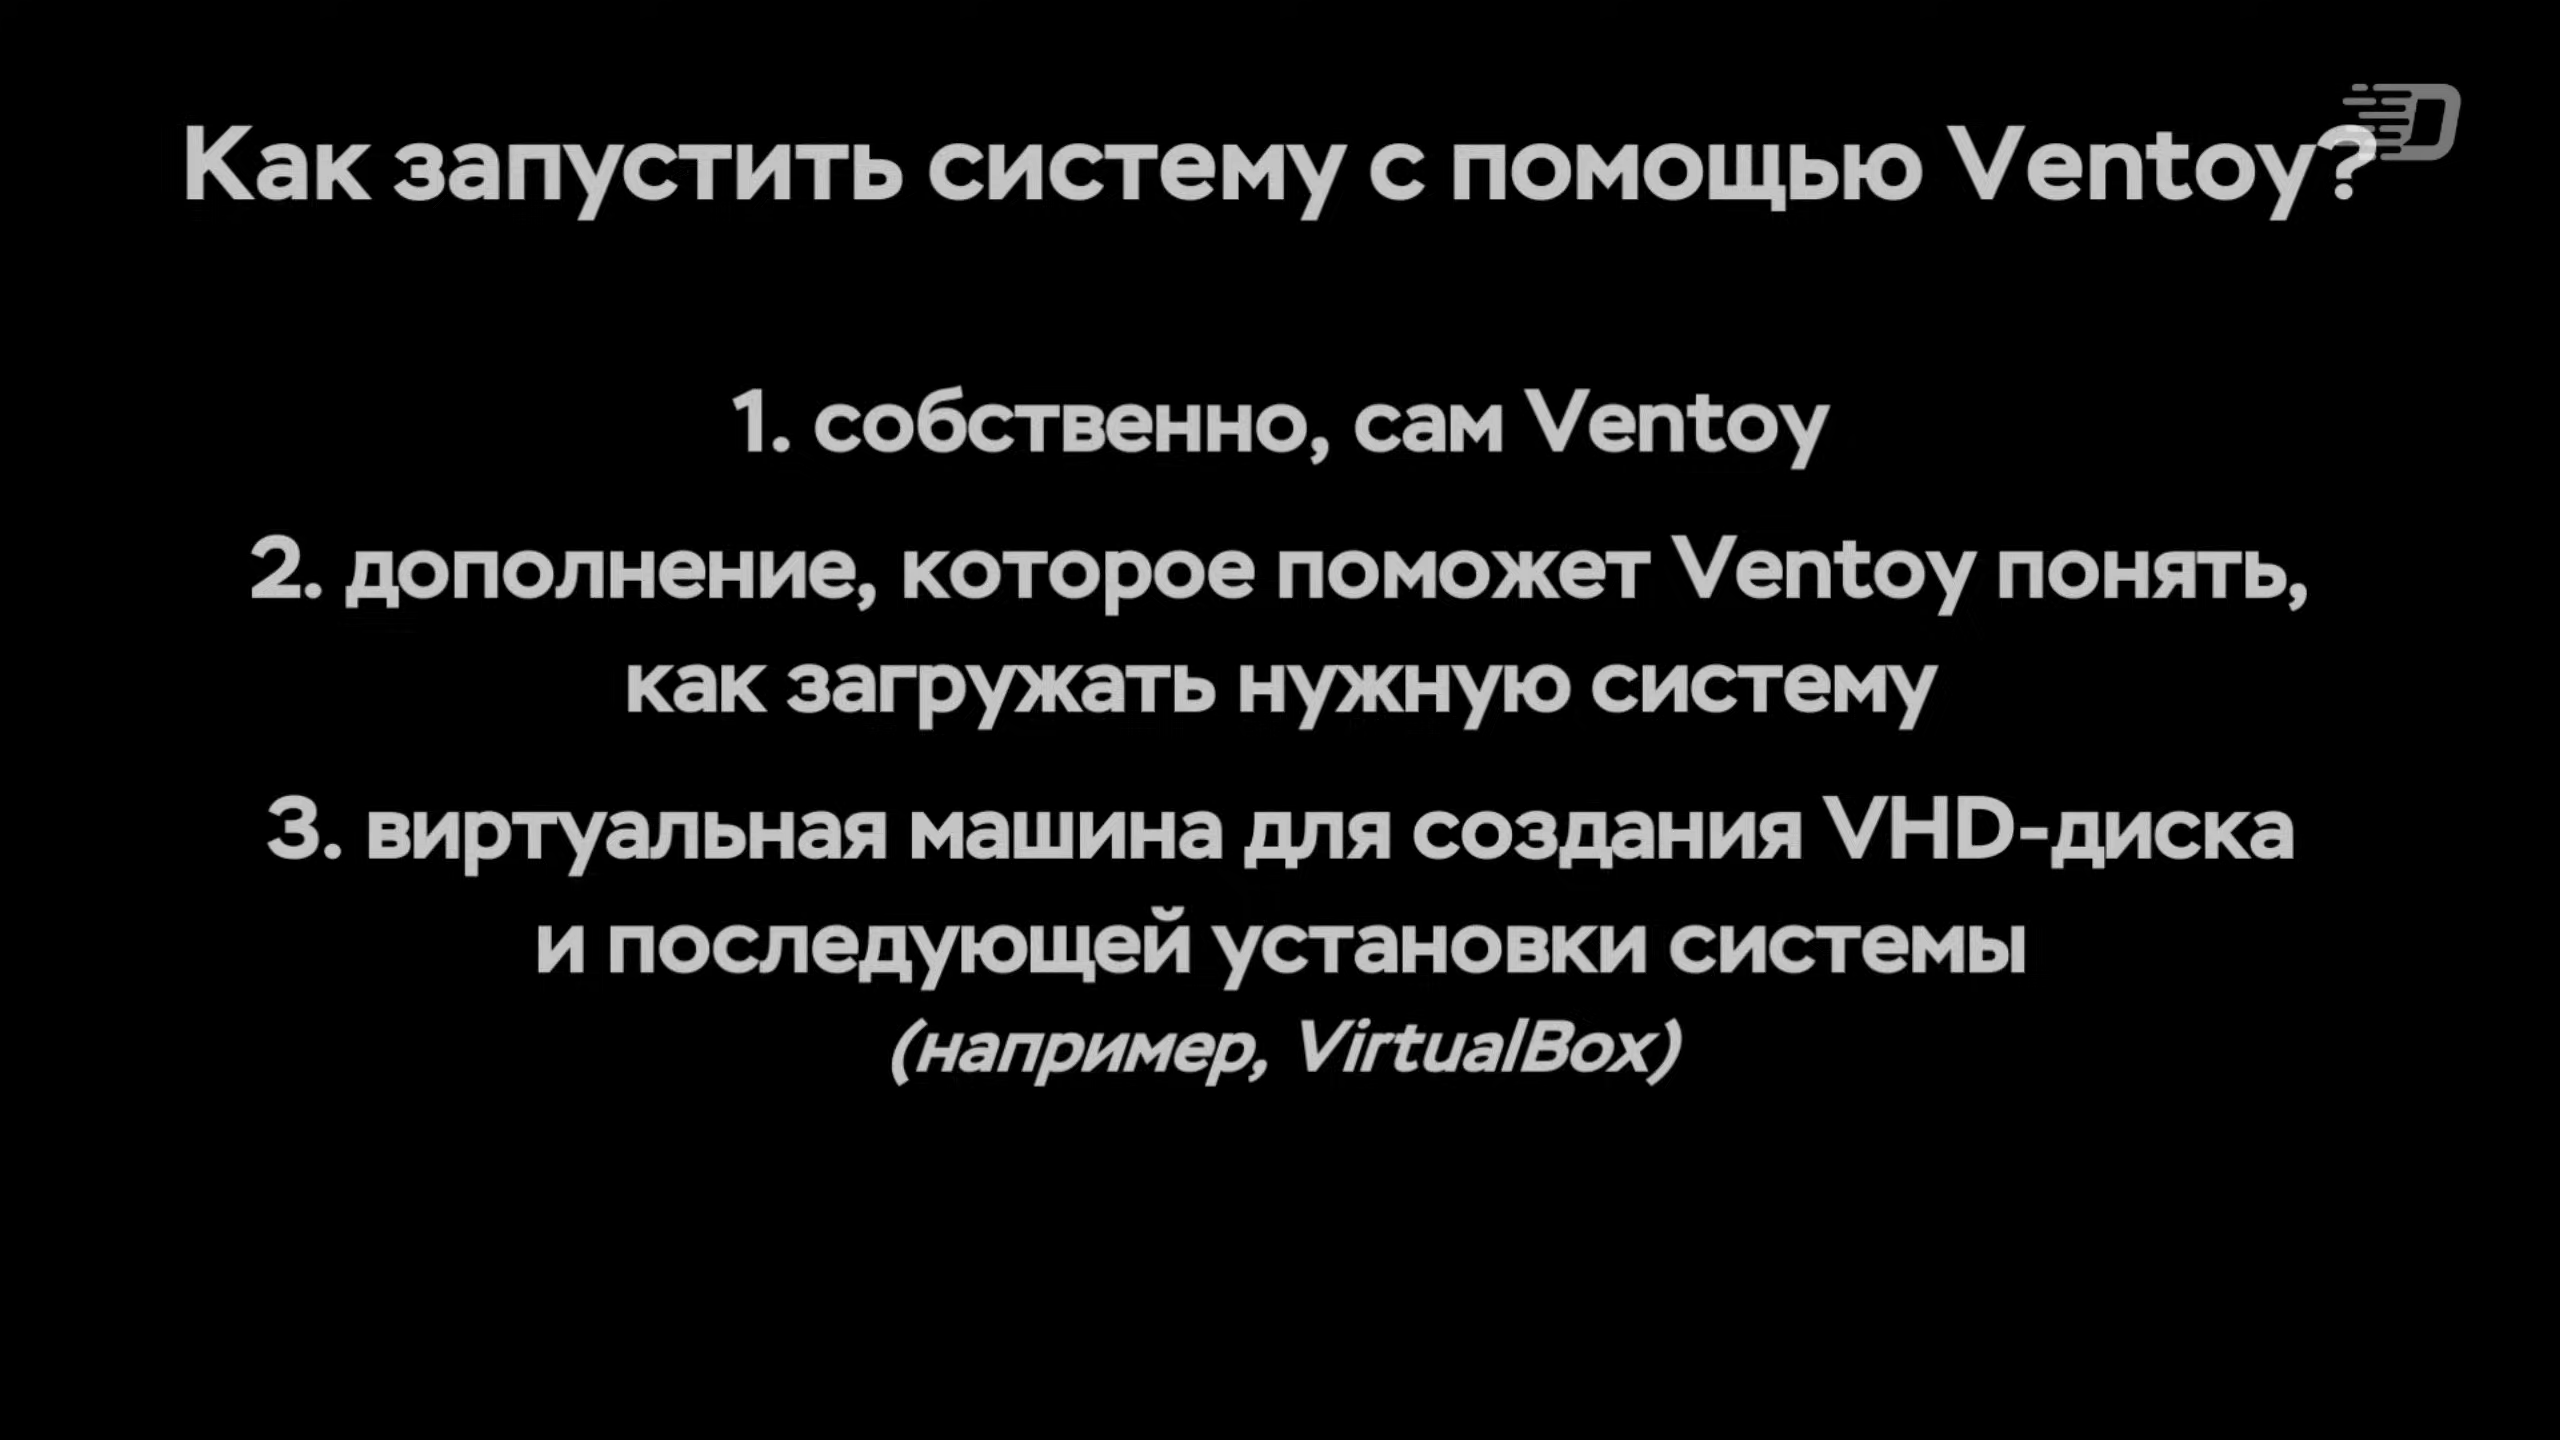 Как запустить систему с помощью Ventoy?
1. собственно, сам Ventoy
2. дополнение, которое поможет Ventoy понять,
как загружать нужную систему
3. виртуальная машина для создания VHD-диска
и последующей установки системы
(например, VirtualBox)